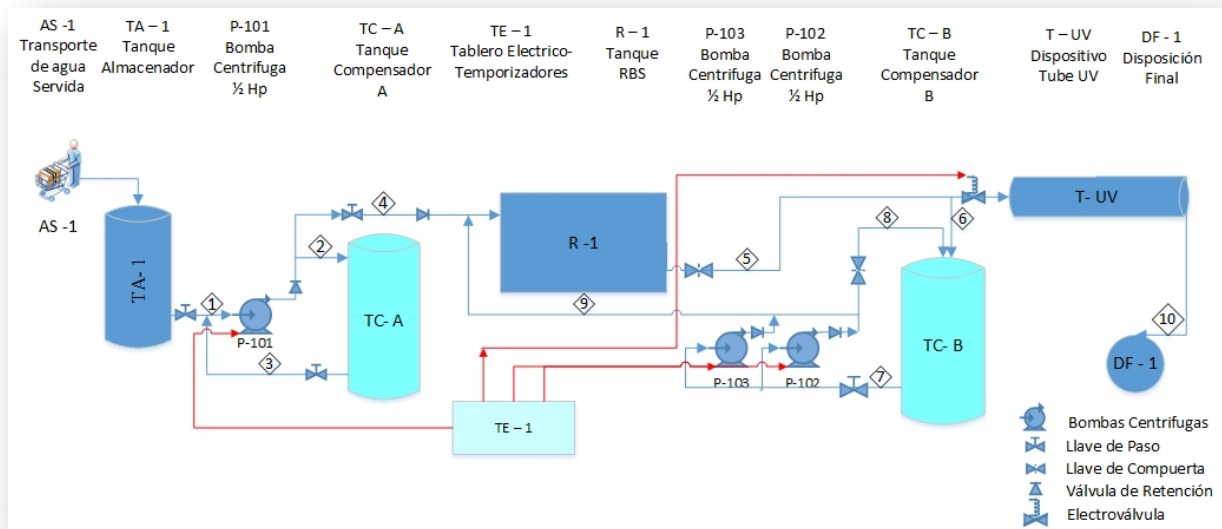 AS -1
Transporte
de agua
Servida
TA – 1
Tanque
Almacenador
P-101
Bomba
Centrifuga
½ Hp
TC – A
Tanque
Compensador
A
TE – 1
Tablero Electrico-
Temporizadores
R – 1
Tanque
RBS
P-103
Bomba
Centrifuga
½ Hp
P-102
Bomba
Centrifuga
½ Hp
TC – B
Tanque
Compensador
B
T – UV
Dispositivo
Tube UV
DF - 1
Disposición
Final
AS -1
TA- 1
1
P-101
2
3
4
TC- A
R -1
5
6
8
9
T- UV
P-103
P-102
7
TC- B
TE – 1
10
DF - 1
Bombas Centrifugas
Llave de Paso
Llave de Compuerta
Válvula de Retención
Electroválvula